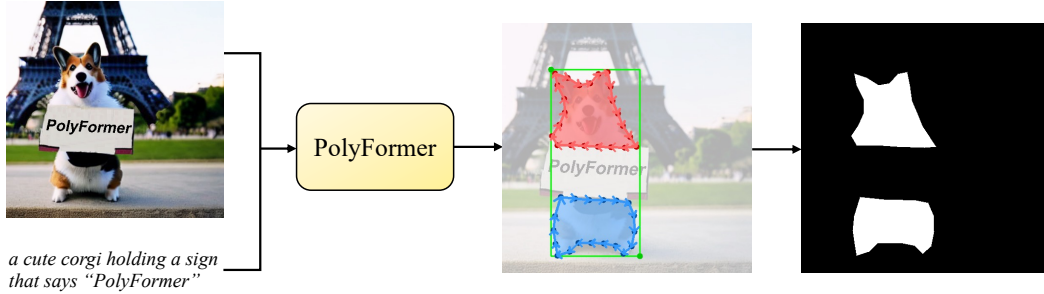 PolyFormer
a cute corgi holding a sign
that says “PolyFormer”
PolyFormer
PolyFormer